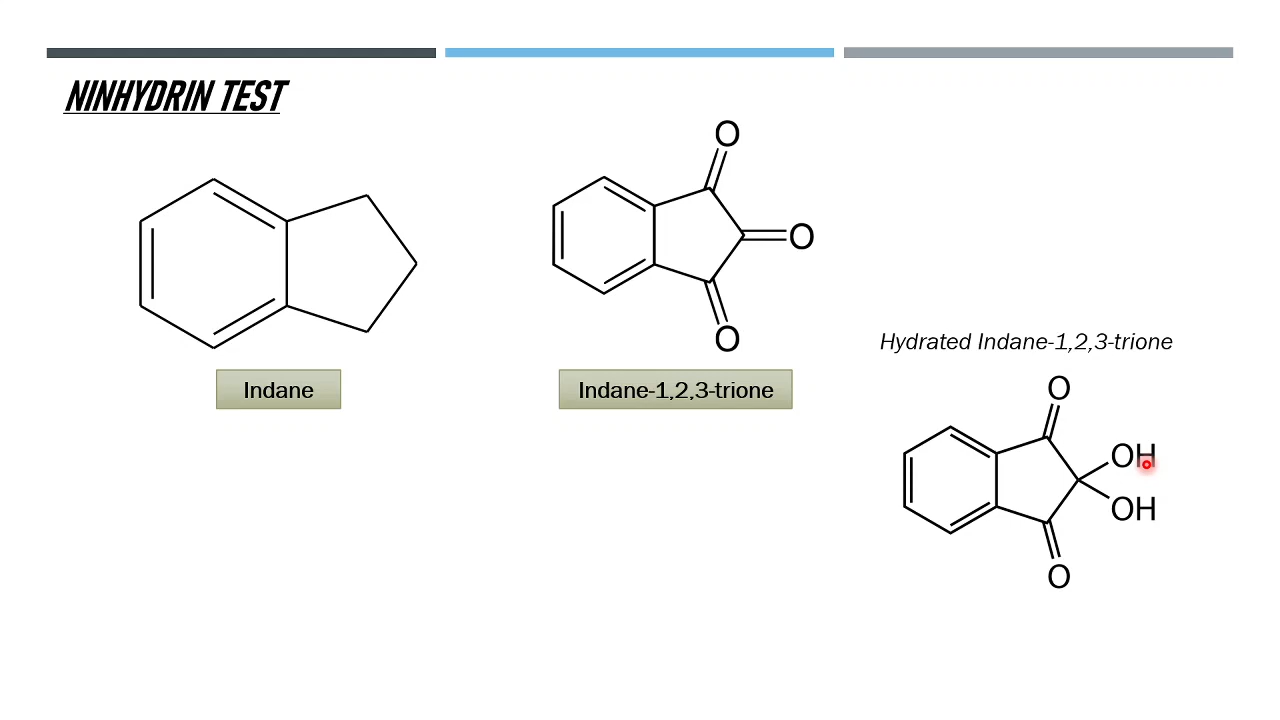 NINHYDRIN TEST
O
O
O
Indane
Indane-1,2,3-trione
Hydrated Indane-1,2,3-trione
O
OH
OH
O